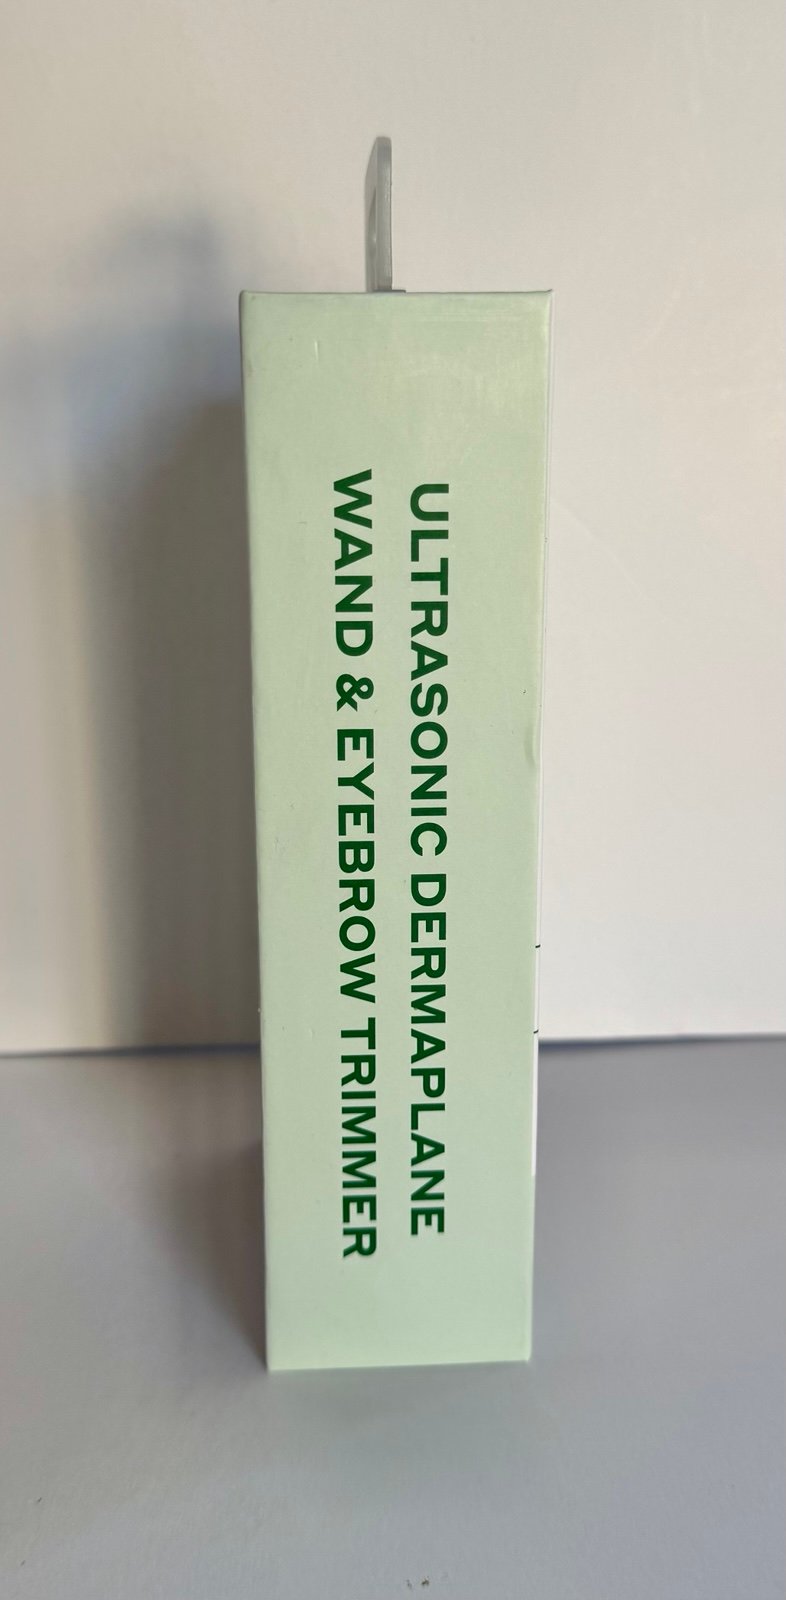 ULTRASONIC DERMAPLANE
WAND & EYEBROW TRIMMER